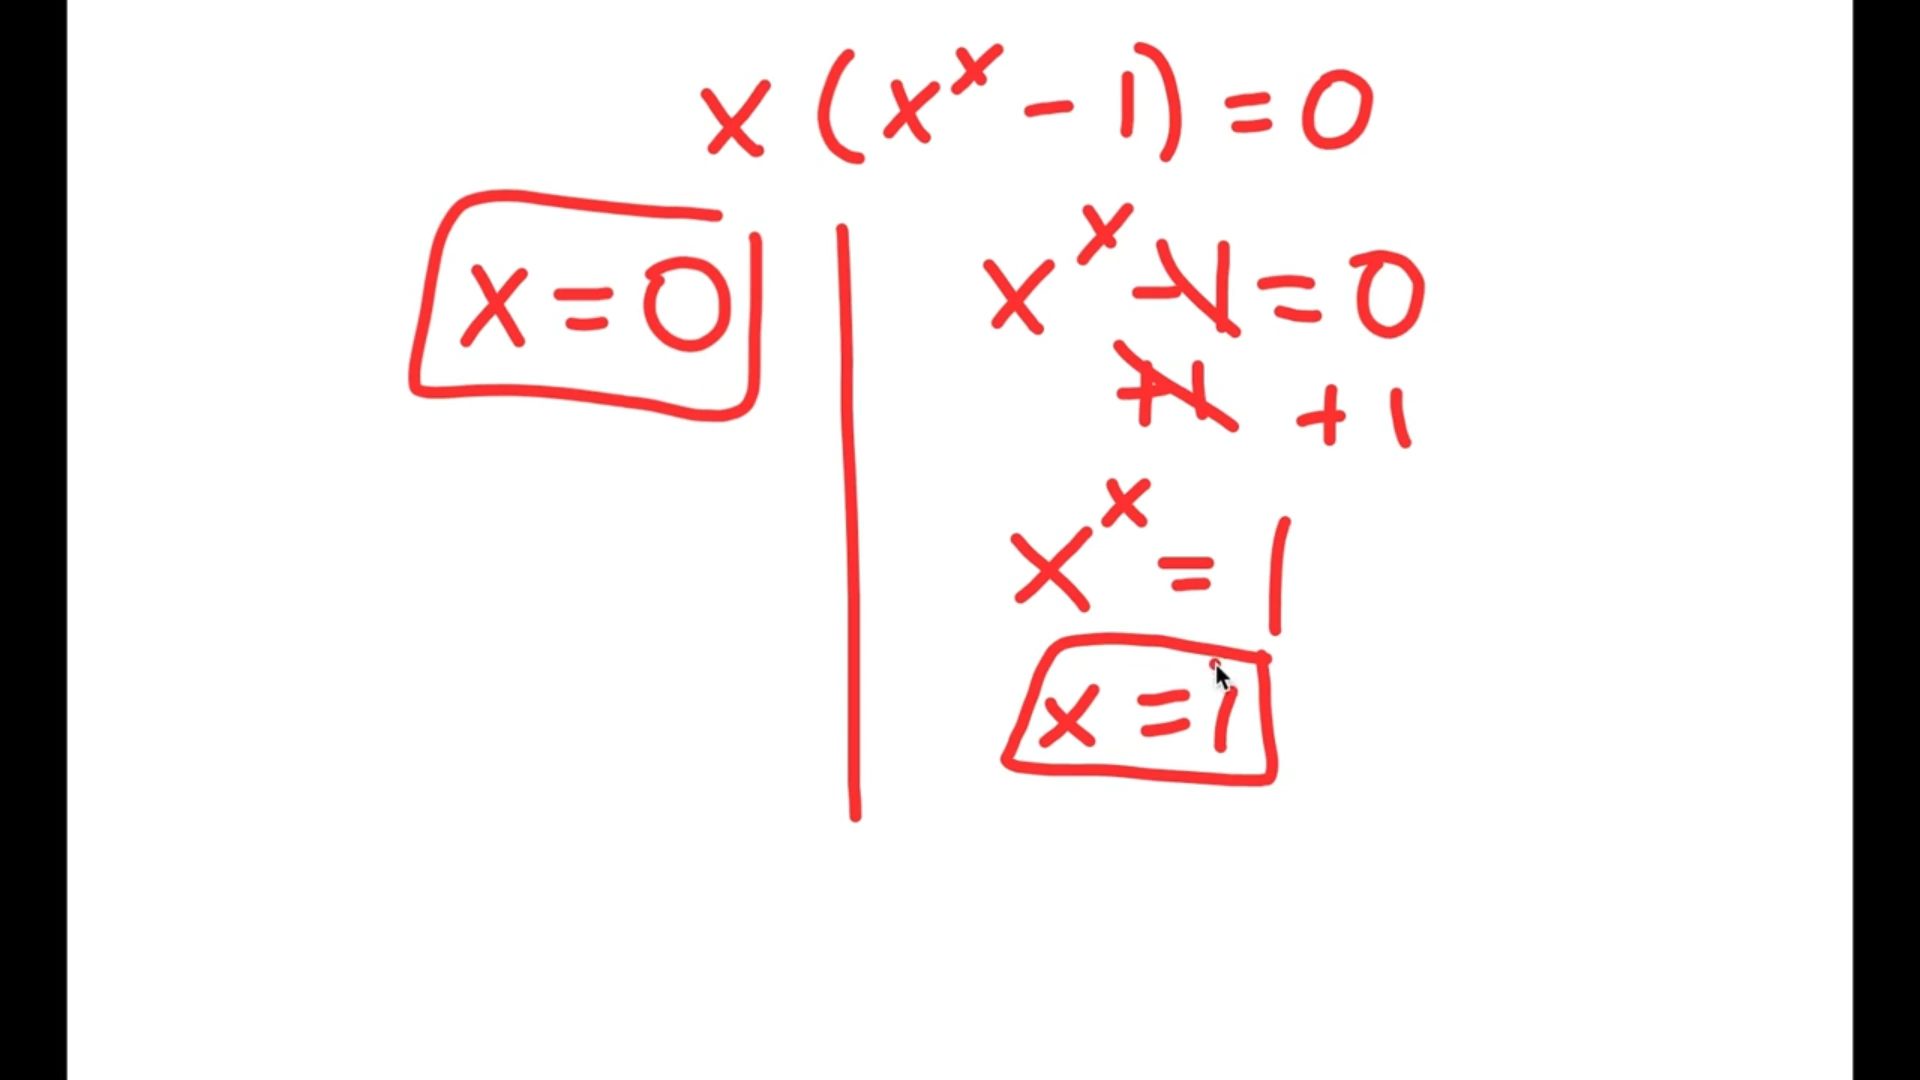 x (x^x - 1) = 0
x = 0
x^x - 1 = 0
+1 +1
x^x = 1
x = 1